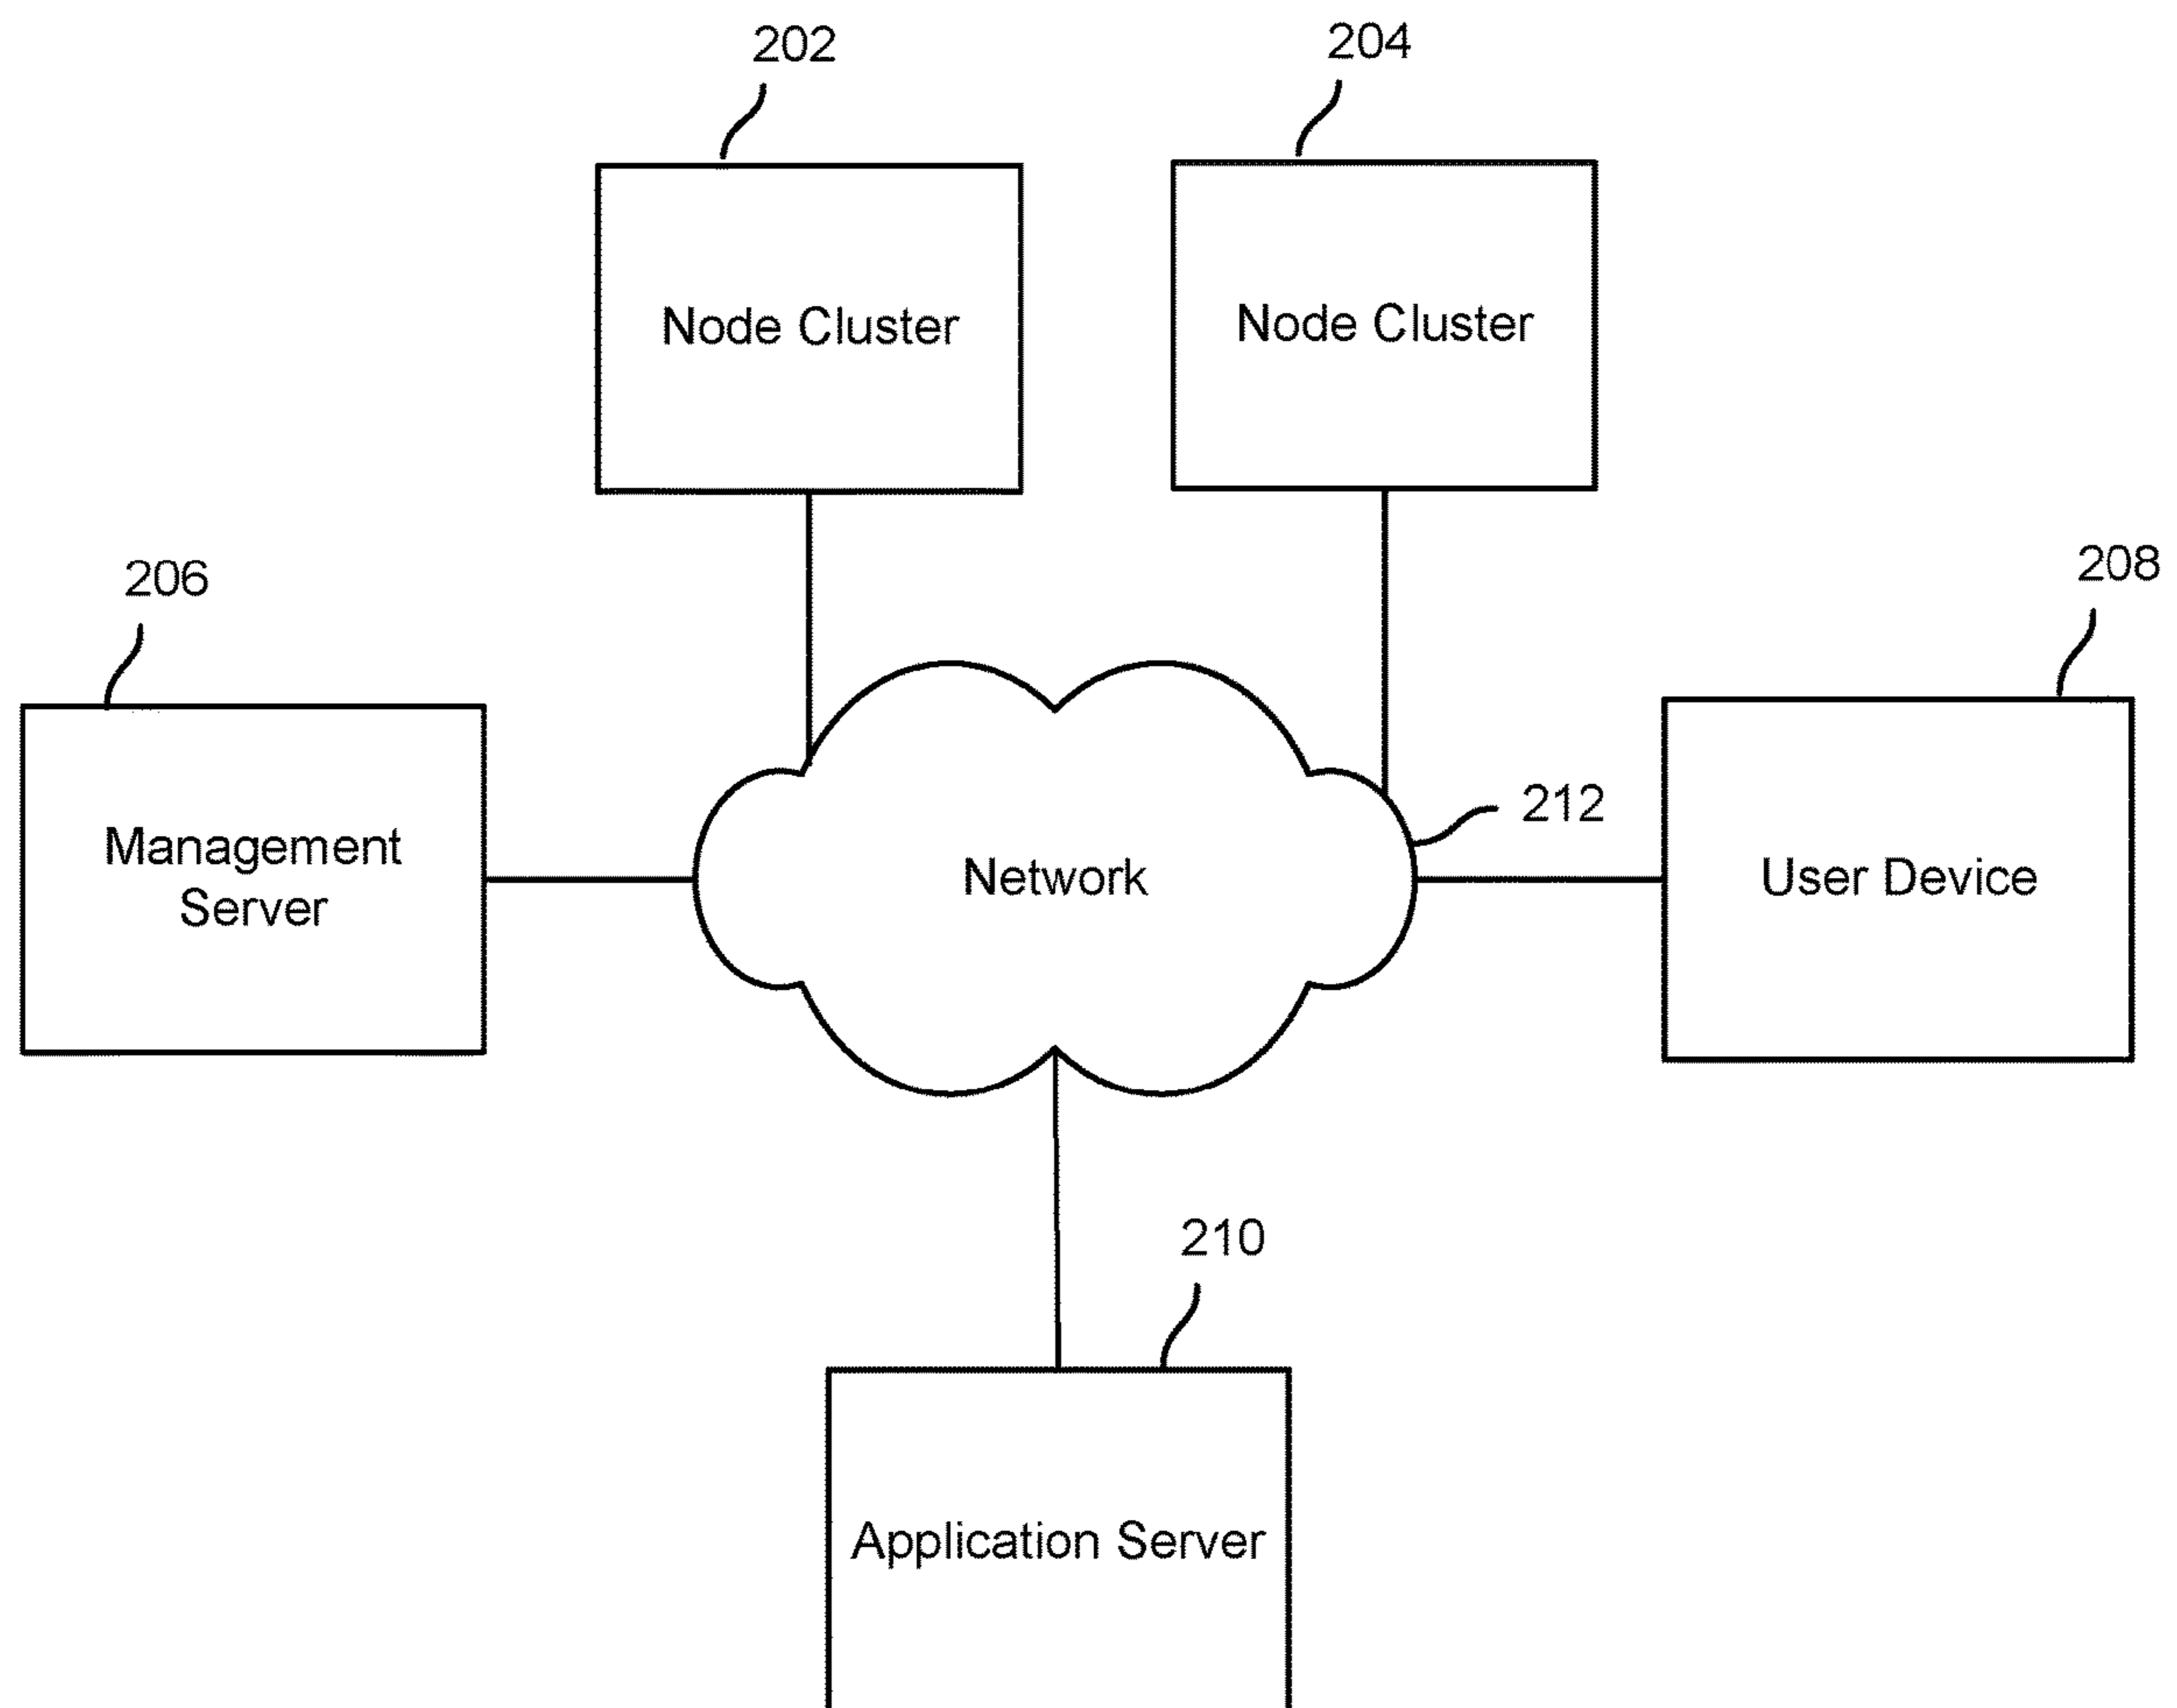 202
204
Node Cluster
Node Cluster
206
208
212
Management
Server
Network
User Device
210
Application Server